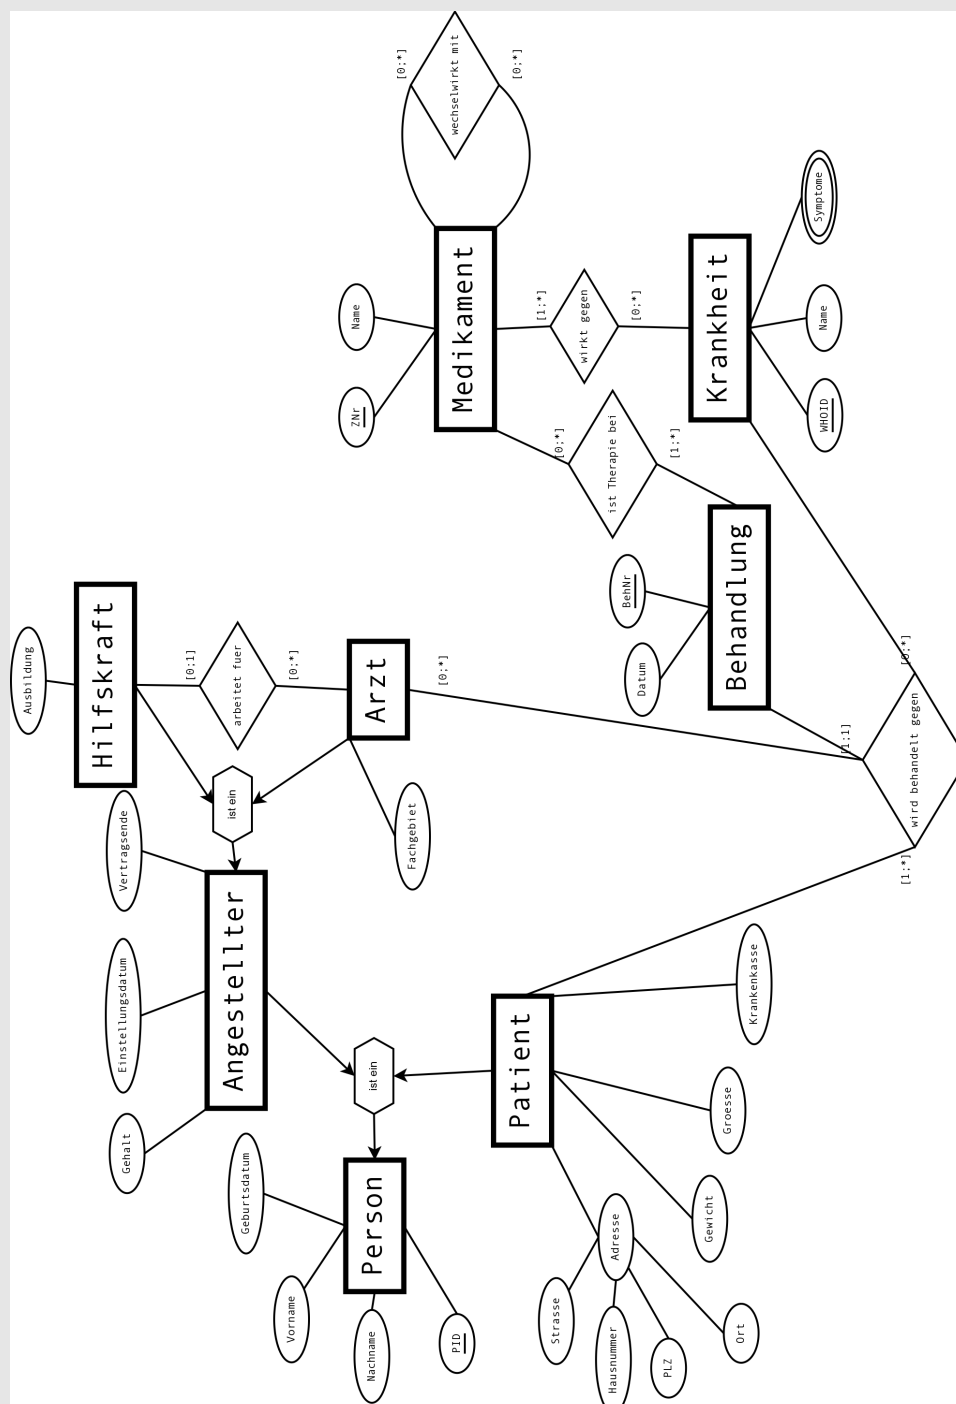 Ausbildung
Hilfskraft
Gehalt
Einstellungsdatum
Vertragsende
[0:1]
Geburtsdatum
Angestellter
ist ein
arbeitet fuer
Vorname
[0:*]
Nachname
Person
ist ein
Arzt
ZNr
Name
[0:*]
PID
Fachgebiet
[0:*]
Medikament
wechselwirkt mit
[0:*]
Patient
[1:*]
Strasse
[0:*]
wirkt gegen
Hausnummer
Adresse
ist Therapie bei
BehNr
[0:*]
Datum
PLZ
[1:*]
Gewicht
Krankheit
Ort
Groesse
Behandlung
Krankenkasse
Symptome
Name
WHOID
[1:1]
[1:*]
[0:*]
wird behandelt gegen